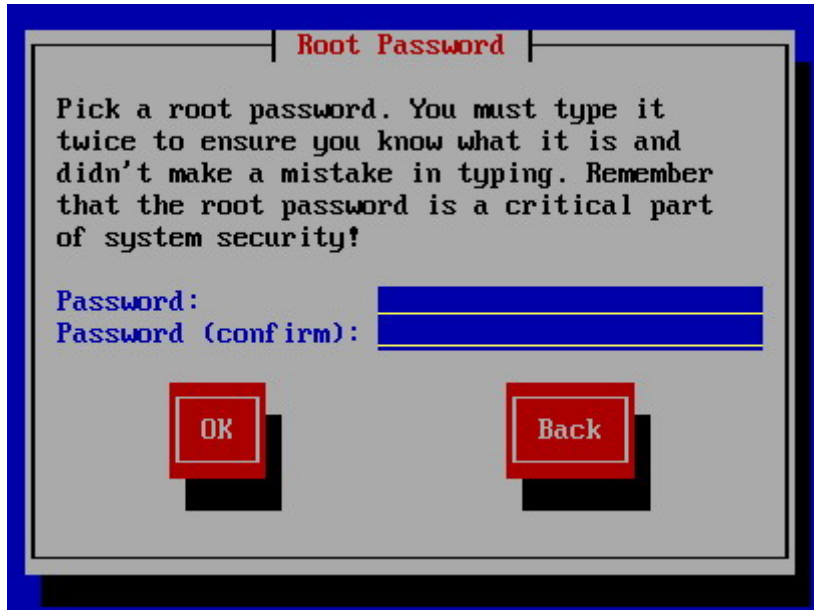 Root Password
Pick a root password. You must type it
twice to ensure you know what it is and
didn't make a mistake in typing. Remember
that the root password is a critical part
of system security!
Password:
Password (confirm):
OK Back